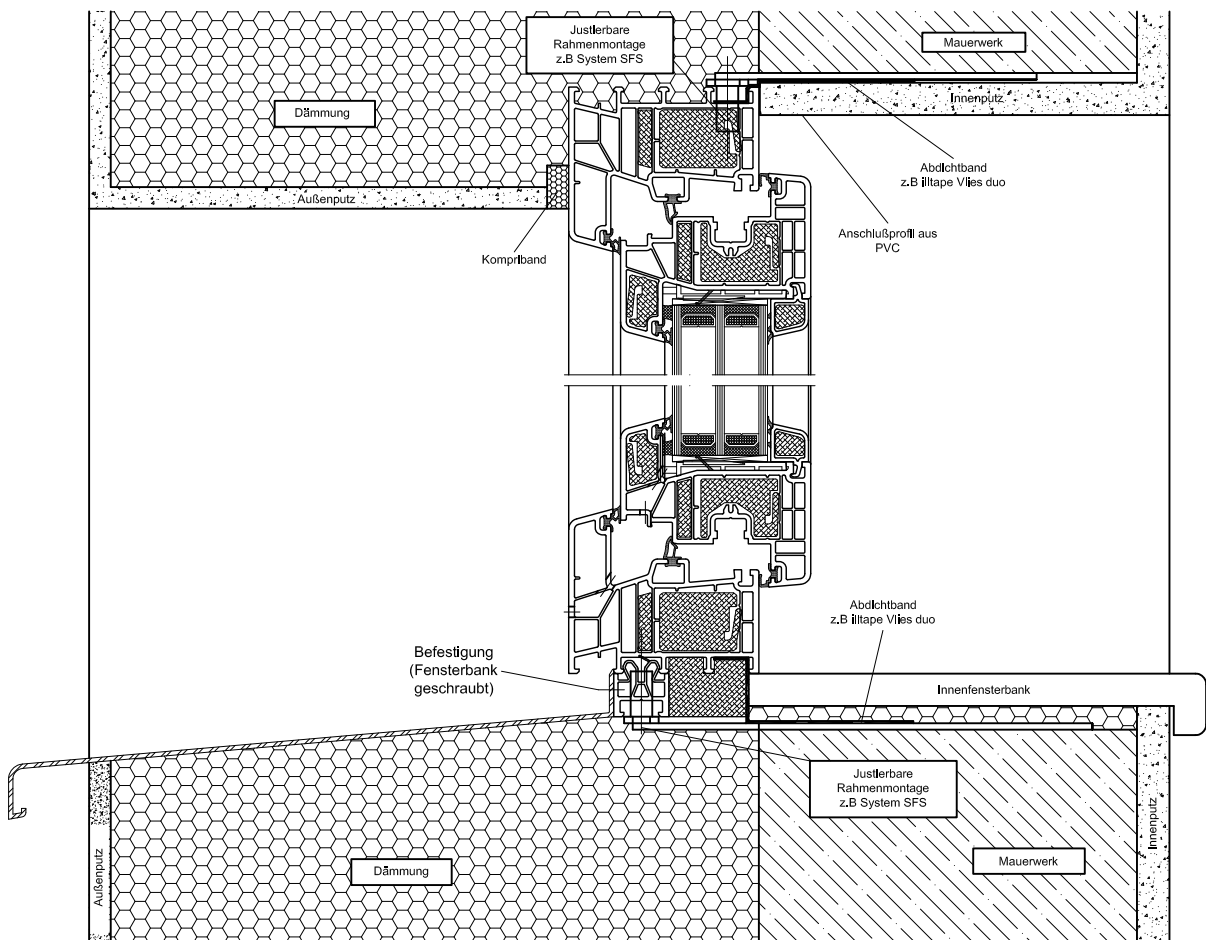 Justierbare
Rahmenmontage
z.B System SFS
Mauerwerk
Dämmung
Innenputz
Abdichtband
z.B illtape Vlies duo
Außenputz
Anschlußprofil aus
PVC
Kompriband
Abdichtband
z.B illtape Vlies duo
Befestigung
(Fensterbank
geschraubt)
Innenfensterbank
Justierbare
Rahmenmontage
z.B System SFS
Außenputz
Innenputz
Dämmung
Mauerwerk